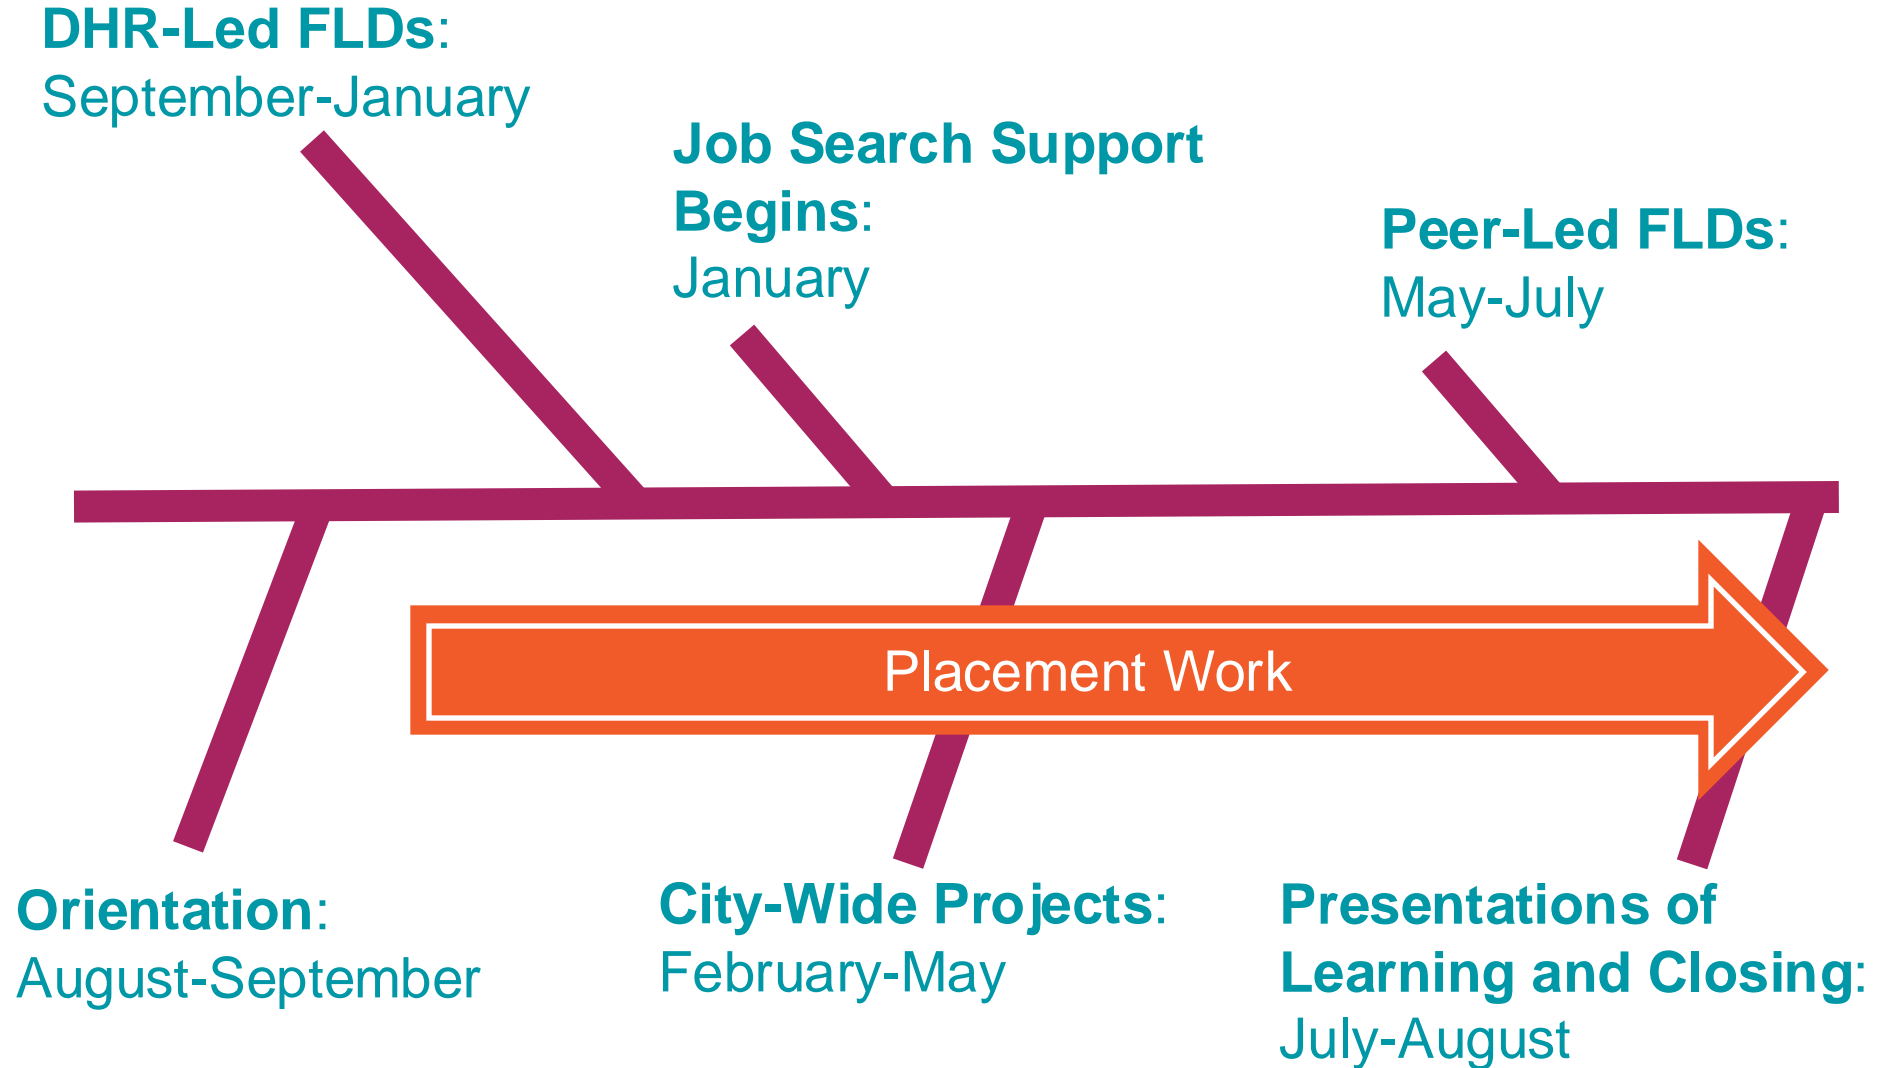 DHR-Led FLDs:
September-January
Job Search Support
Begins:
January
Peer-Led FLDs:
May-July
Placement Work
Orientation:
August-September
City-Wide Projects:
February-May
Presentations of
Learning and Closing:
July-August